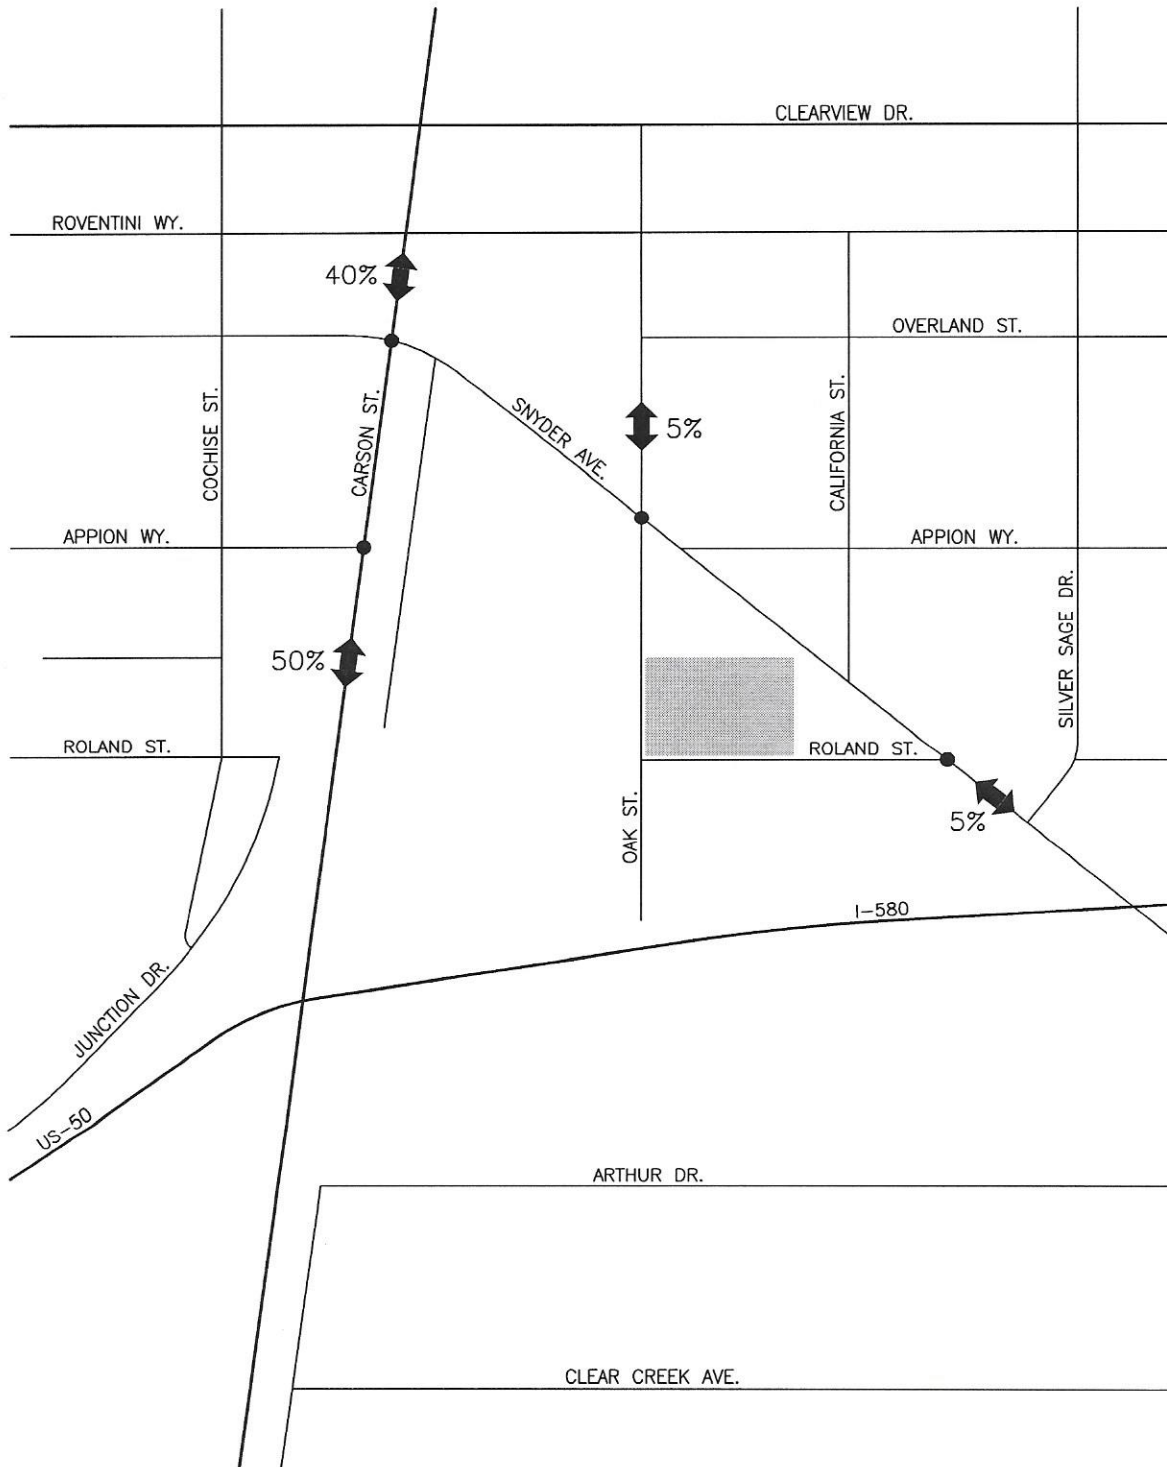 CLEARVIEW DR.
ROVENTINI WY.
40%
OVERLAND ST.
COCHISE ST.
CARSON ST.
SNYDER AVE.
5%
CALIFORNIA ST.
APPION WY.
APPION WY.
SILVER SAGE DR.
50%
ROLAND ST.
ROLAND ST.
OAK ST.
5%
I-580
JUNCTION DR.
US-50
ARTHUR DR.
CLEAR CREEK AVE.